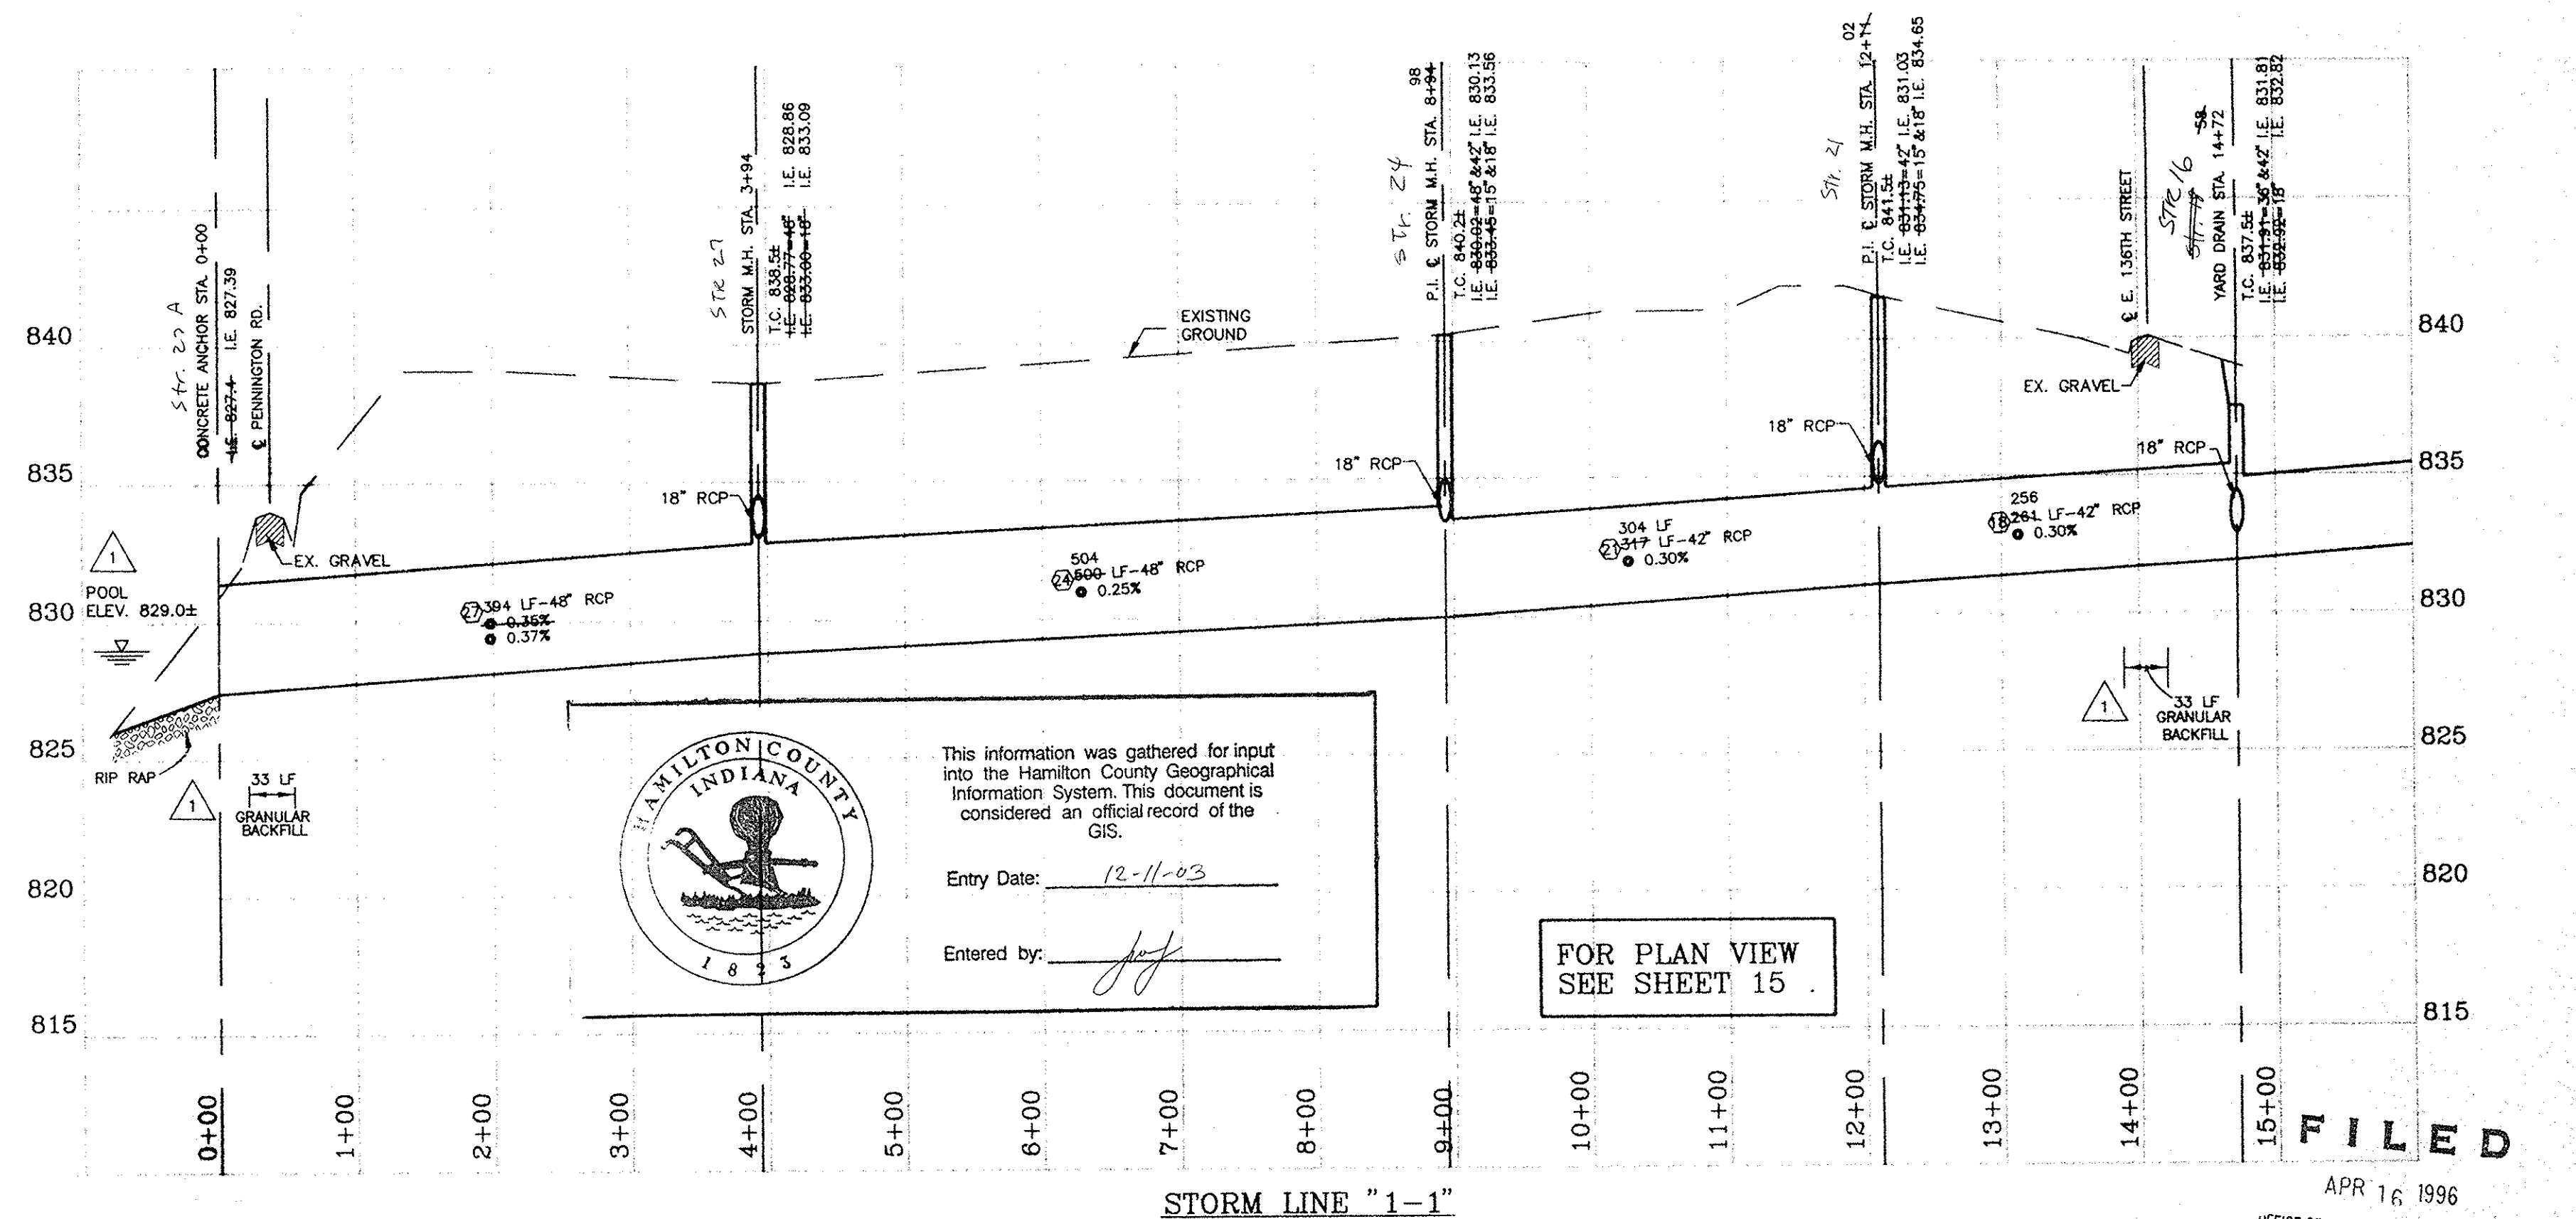 Str. 27 A
CONCRETE ANCHOR STA. 0+00
I.E. 827.4 I.E. 827.39
℄ PENNINGTON RD.
STR 27
STORM M.H. STA. 3+94
T.C. 838.5±
I.E. 828.77=48" I.E. 828.86
I.E. 833.00=18" I.E. 833.09
STr. 24
98
P.I. ℄ STORM M.H. STA. 8+94
T.C. 840.2±
I.E. 830.02=48"&42" I.E. 830.13
I.E. 833.45=15"&18" I.E. 833.56
Str. 21
02
P.I. ℄ STORM M.H. STA. 12+11
T.C. 841.5±
I.E. 831.13=42" I.E. 831.03
I.E. 834.75=15"&18" I.E. 834.65
℄ E. 136TH STREET
STR 16
58
YARD DRAIN STA. 14+72
T.C. 837.5±
I.E. 831.91=36"&42" I.E. 831.81
I.E. 832.92=18" I.E. 832.82
840
840
EXISTING
GROUND
EX. GRAVEL
18" RCP
18" RCP
18" RCP
18" RCP
835
835
1
POOL
ELEV. 829.0±
EX. GRAVEL
830
830
27 394 LF-48" RCP
@ 0.35%
@ 0.37%
504
24 500 LF-48" RCP
@ 0.25%
304 LF
21 317 LF-42" RCP
@ 0.30%
256
18 261 LF-42" RCP
@ 0.30%
1
33 LF
GRANULAR
BACKFILL
825
825
RIP RAP
1
33 LF
GRANULAR
BACKFILL
HAMILTON COUNTY
INDIANA
1823
This information was gathered for input
into the Hamilton County Geographical
Information System. This document is
considered an official record of the
GIS.
Entry Date: 12-11-03
Entered by:
820
820
FOR PLAN VIEW
SEE SHEET 15
815
815
0+00
1+00
2+00
3+00
4+00
5+00
6+00
7+00
8+00
9+00
10+00
11+00
12+00
13+00
14+00
15+00
FILED
APR 16 1996
STORM LINE "1-1"